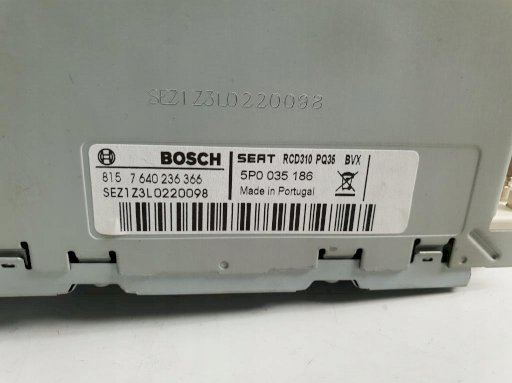 SEZ1Z3L0220098
BOSCH
SEAT RCD310 PQ35 BVX
815 7 640 236 366
5P0 035 186
SEZ1Z3L0220098
Made in Portugal